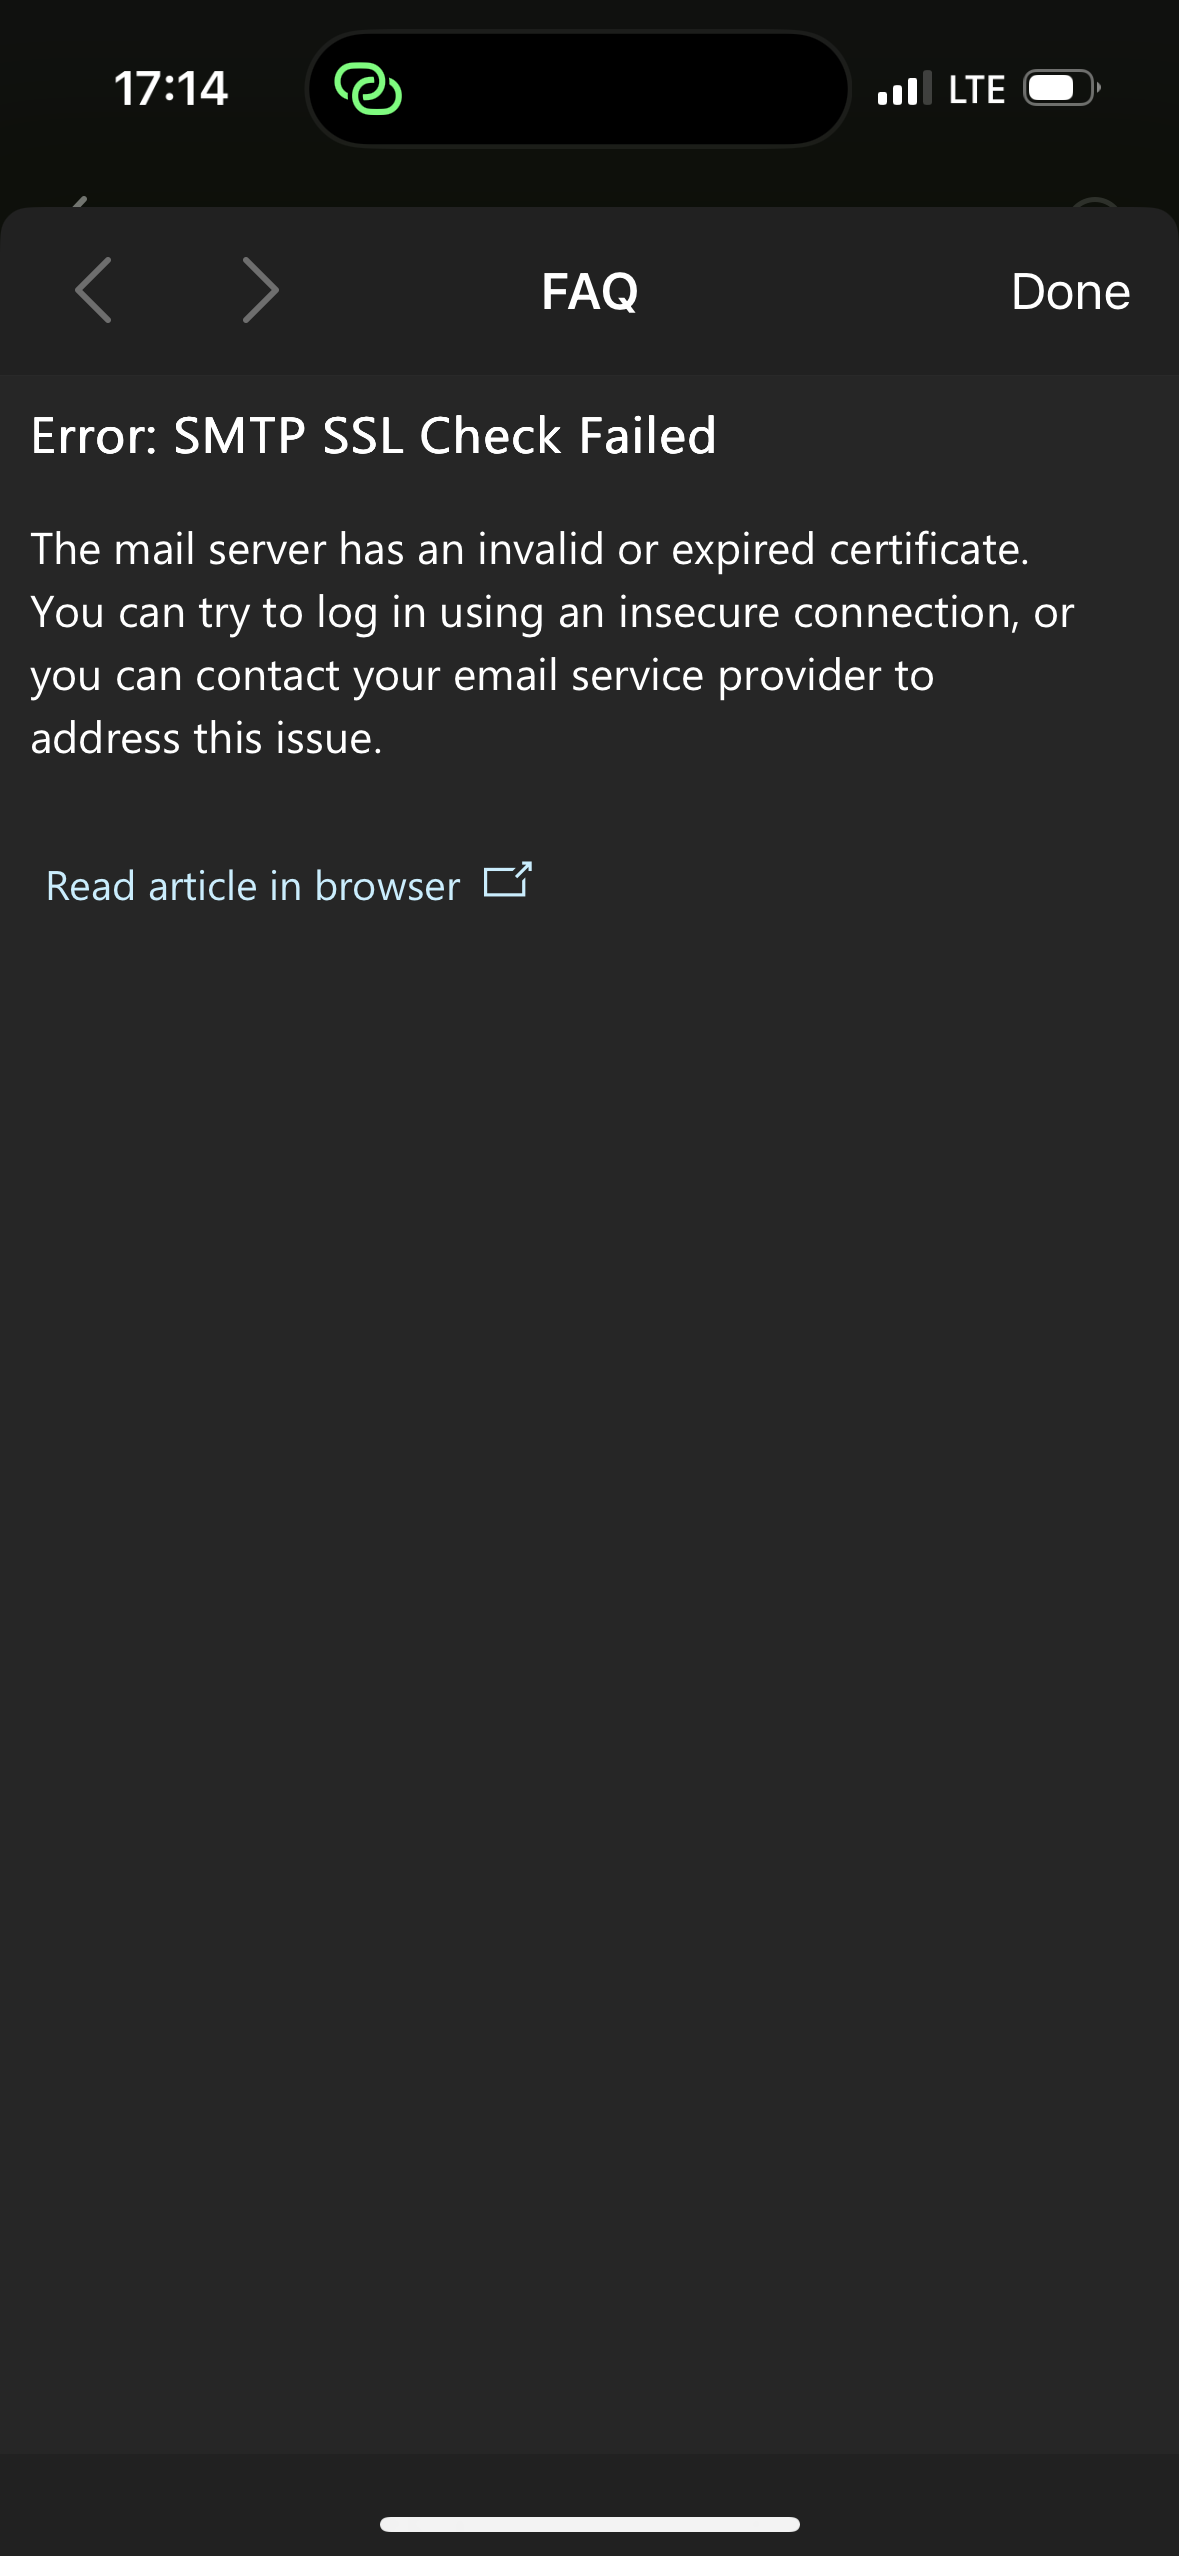 17:14
LTE
FAQ
Done
Error: SMTP SSL Check Failed
The mail server has an invalid or expired certificate.
You can try to log in using an insecure connection, or
you can contact your email service provider to
address this issue.
Read article in browser